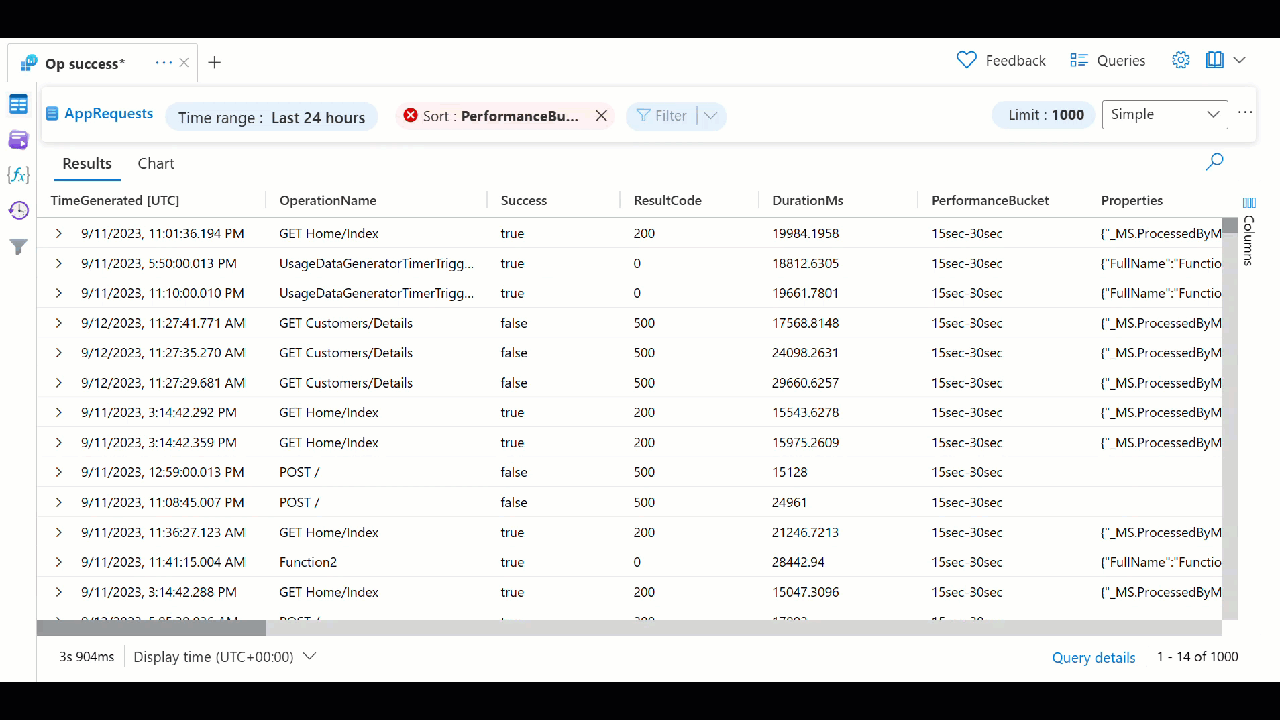 Op success* ···
Feedback Queries
AppRequests Time range : Last 24 hours Sort : PerformanceBu... Filter Limit : 1000 Simple ···
Results Chart
TimeGenerated [UTC] OperationName Success ResultCode DurationMs PerformanceBucket Properties
9/11/2023, 11:01:36.194 PM GET Home/Index true 200 19984.1958 15sec-30sec {"_MS.ProcessedByM
9/11/2023, 5:50:00.013 PM UsageDataGeneratorTimerTrigg... true 0 18812.6305 15sec-30sec {"FullName":"Functio
9/11/2023, 11:10:00.010 PM UsageDataGeneratorTimerTrigg... true 0 19661.7801 15sec-30sec {"FullName":"Functio
9/12/2023, 11:27:41.771 AM GET Customers/Details false 500 17568.8148 15sec-30sec {"_MS.ProcessedByM
9/12/2023, 11:27:35.270 AM GET Customers/Details false 500 24098.2631 15sec-30sec {"_MS.ProcessedByM
9/12/2023, 11:27:29.681 AM GET Customers/Details false 500 29660.6257 15sec-30sec {"_MS.ProcessedByM
9/11/2023, 3:14:42.292 PM GET Home/Index true 200 15543.6278 15sec-30sec {"_MS.ProcessedByM
9/11/2023, 3:14:42.359 PM GET Home/Index true 200 15975.2609 15sec-30sec {"_MS.ProcessedByM
9/11/2023, 12:59:00.013 PM POST / false 500 15128 15sec-30sec
9/11/2023, 11:08:45.007 PM POST / false 500 24961 15sec-30sec
9/11/2023, 11:36:27.123 AM GET Home/Index true 200 21246.7213 15sec-30sec {"_MS.ProcessedByM
9/11/2023, 11:41:15.004 AM Function2 true 0 28442.94 15sec-30sec {"FullName":"Functio
9/11/2023, 3:14:42.288 PM GET Home/Index true 200 15047.3096 15sec-30sec {"_MS.ProcessedByM
Columns
3s 904ms Display time (UTC+00:00) Query details 1 - 14 of 1000